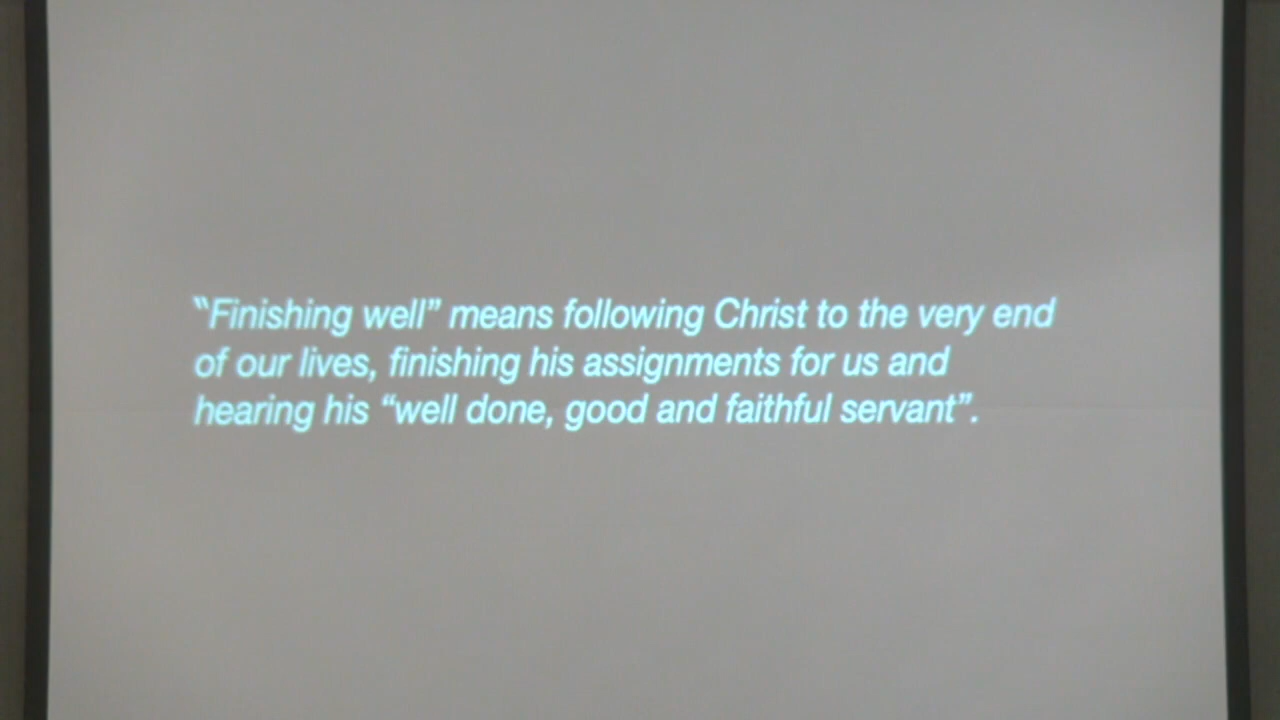 “Finishing well” means following Christ to the very end
of our lives, finishing his assignments for us and
hearing his “well done, good and faithful servant”.